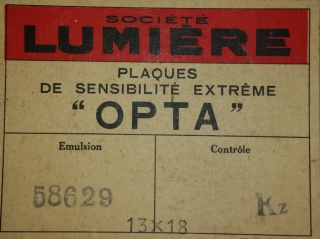 SOCIÉTÉ
LUMIÈRE
PLAQUES
DE SENSIBILITÉ EXTRÊME
“OPTA”
Emulsion Contrôle
58629 Kz
13X18